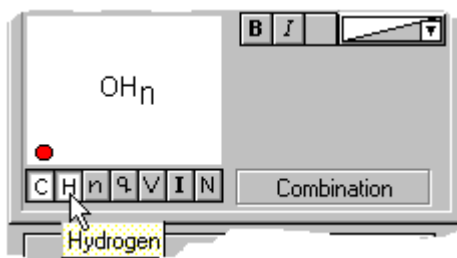 B I
OHn
C H n q V I N
Combination
Hydrogen